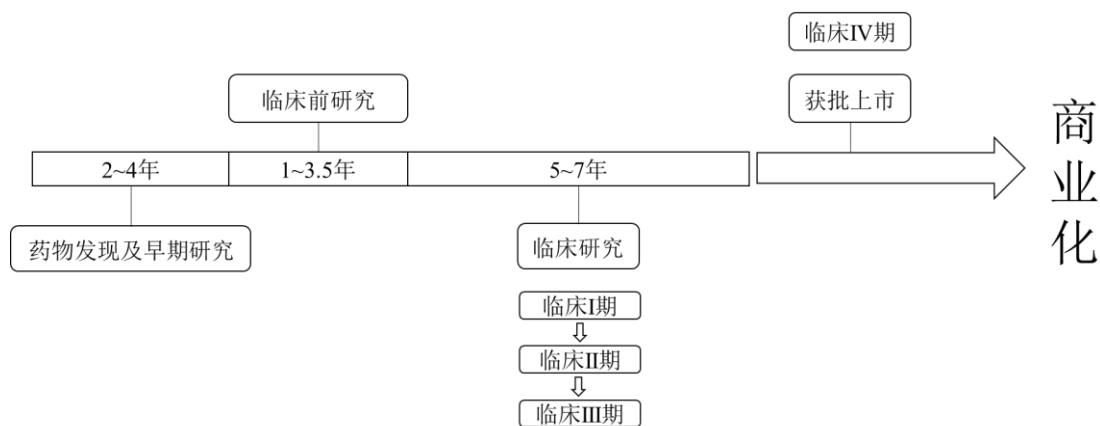 临床IV期
临床前研究
获批上市
2~4年
1~3.5年
5~7年
商业化
药物发现及早期研究
临床研究
临床I期
临床II期
临床III期